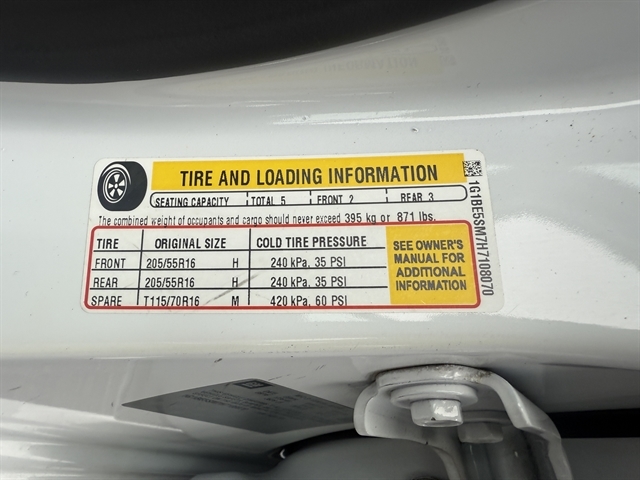 TIRE AND LOADING INFORMATION
SEATING CAPACITY TOTAL 5 FRONT 2 REAR 3
The combined weight of occupants and cargo should never exceed 395 kg or 871 lbs.
TIRE ORIGINAL SIZE COLD TIRE PRESSURE
FRONT 205/55R16 H 240 kPa, 35 PSI
REAR 205/55R16 H 240 kPa, 35 PSI
SPARE T115/70R16 M 420 kPa, 60 PSI
SEE OWNER'S
MANUAL FOR
ADDITIONAL
INFORMATION
1G1BE5SM7H7108070